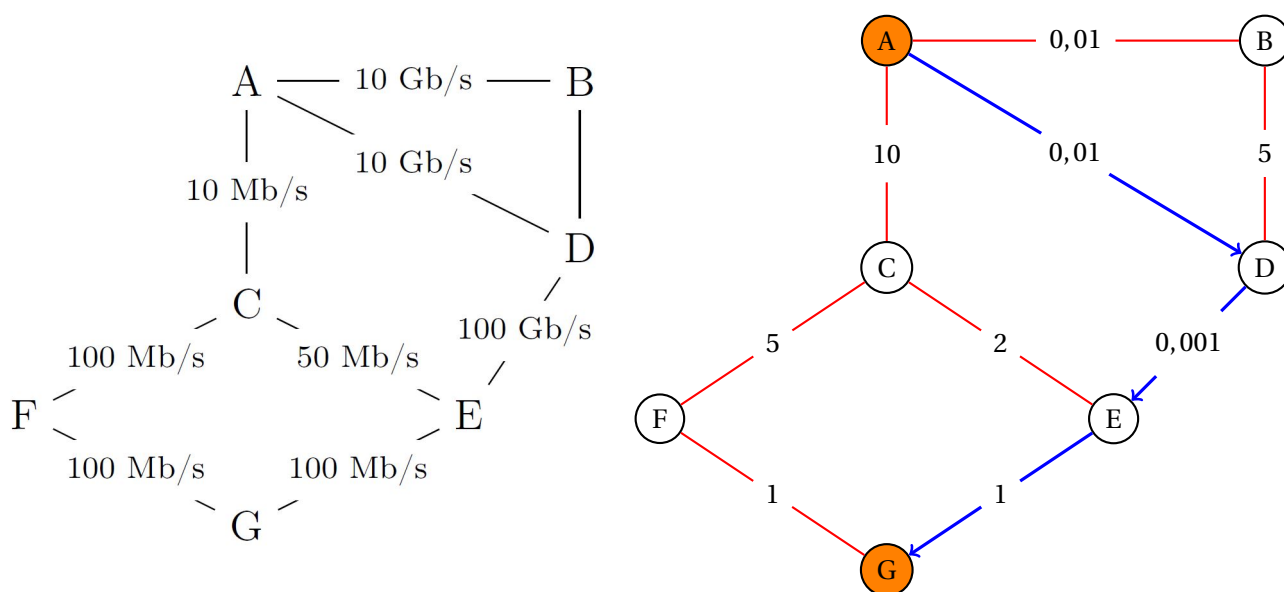 A 10 Gb/s B
10 Gb/s
10 Mb/s
D
C
100 Gb/s
100 Mb/s 50 Mb/s
F E
100 Mb/s 100 Mb/s
G
A 0,01 B
10 0,01 5
C D
5 2 0,001
F E
1 1
G